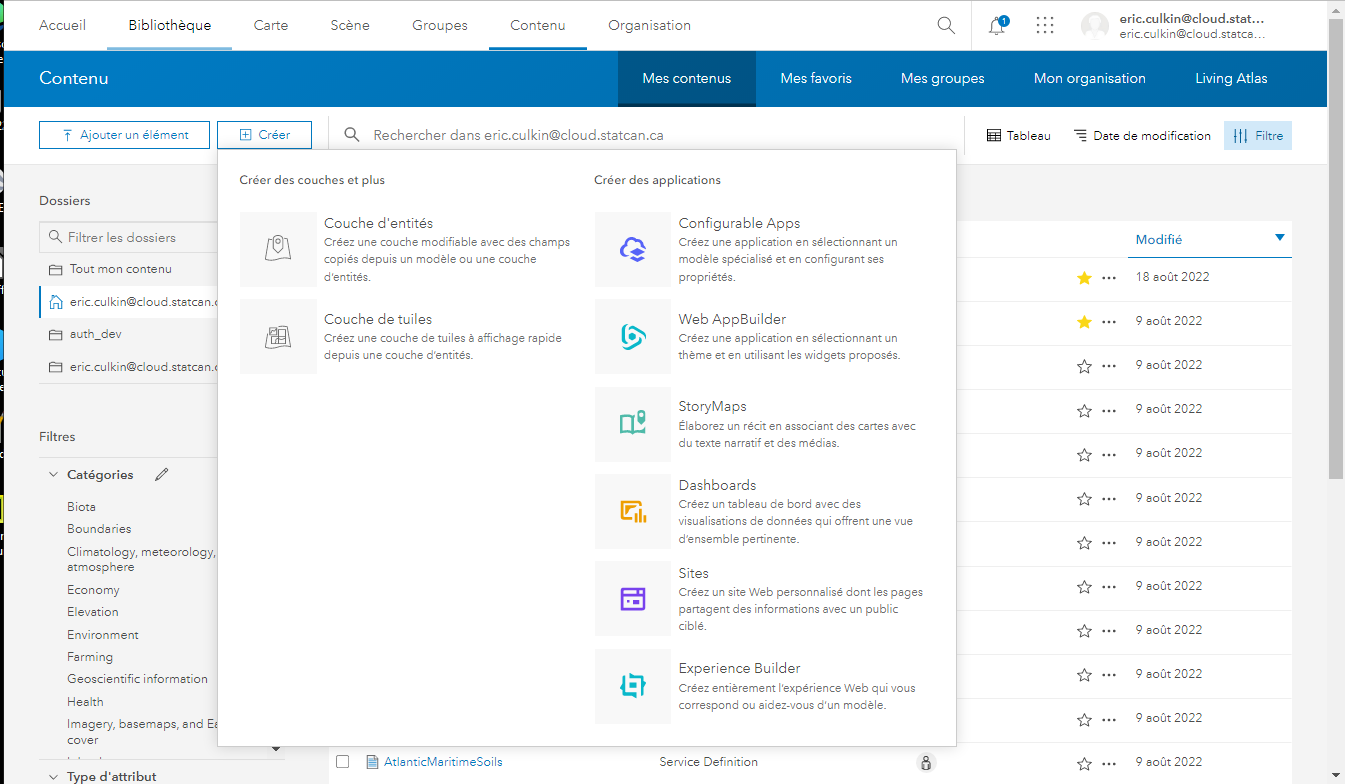 Accueil
Bibliothèque
Carte
Scène
Groupes
Contenu
Organisation
1
eric.culkin@cloud.stat...
eric.culkin@cloud.statca...
Contenu
Mes contenus
Mes favoris
Mes groupes
Mon organisation
Living Atlas
Ajouter un élément
Créer
Rechercher dans eric.culkin@cloud.statcan.ca
Tableau
Date de modification
Filtre
Dossiers
Filtrer les dossiers
Tout mon contenu
eric.culkin@cloud.statcan.c
auth_dev
eric.culkin@cloud.statcan.c
Filtres
Catégories
Biota
Boundaries
Climatology, meteorology,
atmosphere
Economy
Elevation
Environment
Farming
Geoscientific information
Health
Imagery, basemaps, and Ea
cover
Type d'attribut
Créer des couches et plus
Couche d'entités
Créez une couche modifiable avec des champs
copiés depuis un modèle ou une couche
d'entités.
Couche de tuiles
Créez une couche de tuiles à affichage rapide
depuis une couche d'entités.
Créer des applications
Configurable Apps
Créez une application en sélectionnant un
modèle spécialisé et en configurant ses
propriétés.
Web AppBuilder
Créez une application en sélectionnant un
thème et en utilisant les widgets proposés.
StoryMaps
Élaborez un récit en associant des cartes avec
du texte narratif et des médias.
Dashboards
Créez un tableau de bord avec des
visualisations de données qui offrent une vue
d'ensemble pertinente.
Sites
Créez un site Web personnalisé dont les pages
partagent des informations avec un public
ciblé.
Experience Builder
Créez entièrement l'expérience Web qui vous
correspond ou aidez-vous d'un modèle.
Modifié
18 août 2022
9 août 2022
9 août 2022
9 août 2022
9 août 2022
9 août 2022
9 août 2022
9 août 2022
9 août 2022
9 août 2022
9 août 2022
AtlanticMaritimeSoils
Service Definition
9 août 2022